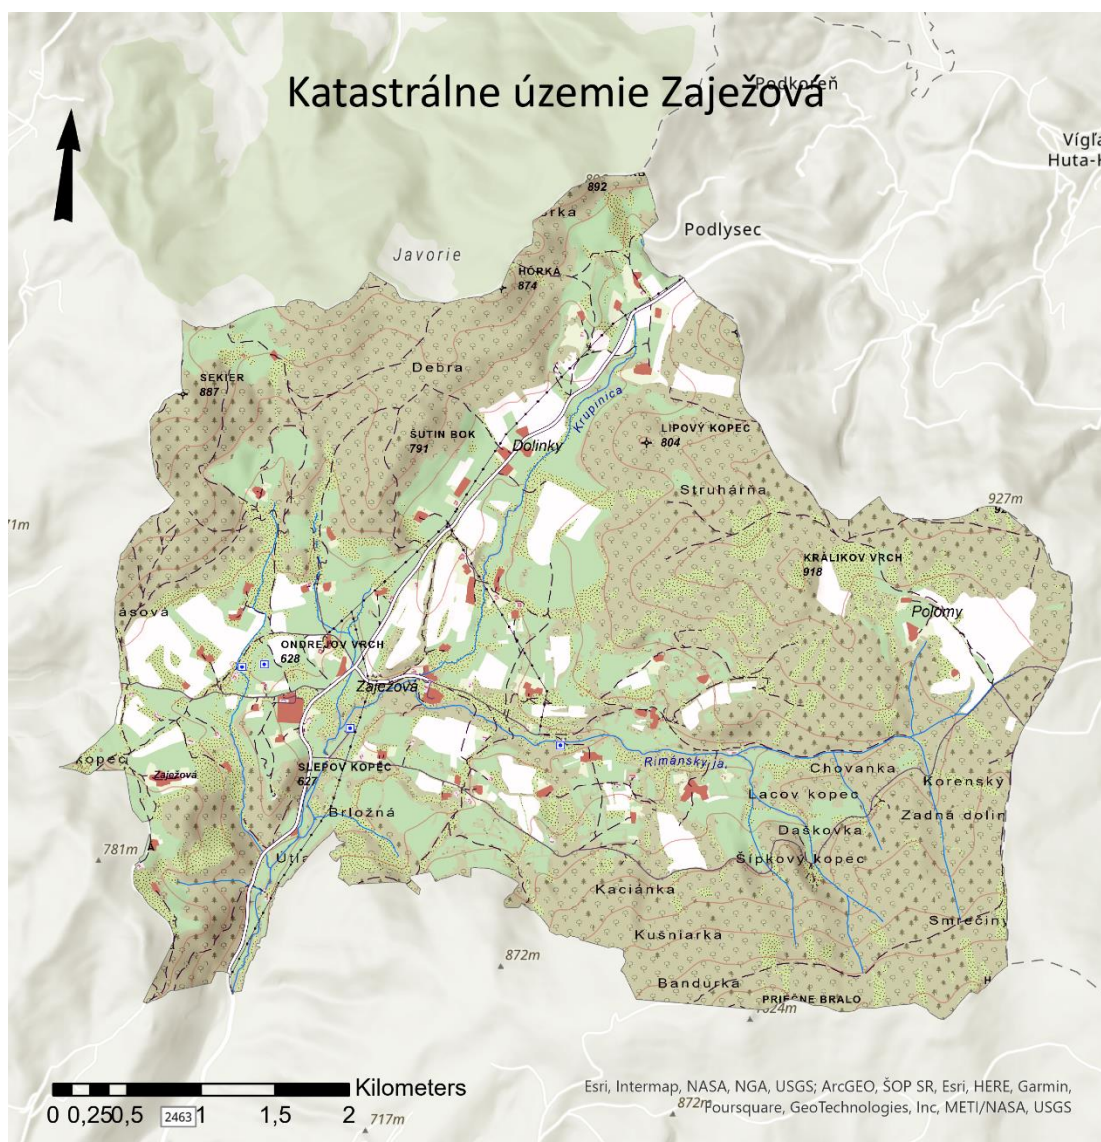 Katastrálne územie Zaježová
Podkoreň
Huta-
892
Podlysec
Javorie
HÔRKA
874
Debra
SEKIER
887
ŠUTIN BOK
791
Dolinky
Krupinica
LIPOVÝ KOPEC
804
Struhárňa
927m
KRÁLIKOV VRCH
918
Polomy
ásová
ONDREJOV VRCH
628
Zaježová
kopec
Zaježová
SLEPOV KOPEC
627
Brložná
Rimánsky ja.
Chovanka
Korenský
Lacov kopec
Zadná dolin
Daškovka
Šípkový kopec
781m
Kaciánka
Smrečiny
Kušniarka
872m
Bandúrka
PRIEČNE BRALO
1024m
Kilometers
0 0,25 0,5 1 1,5 2
2463
717m
872m
Esri, Intermap, NASA, NGA, USGS; ArcGEO, ŠOP SR, Esri, HERE, Garmin,
Foursquare, GeoTechnologies, Inc, METI/NASA, USGS